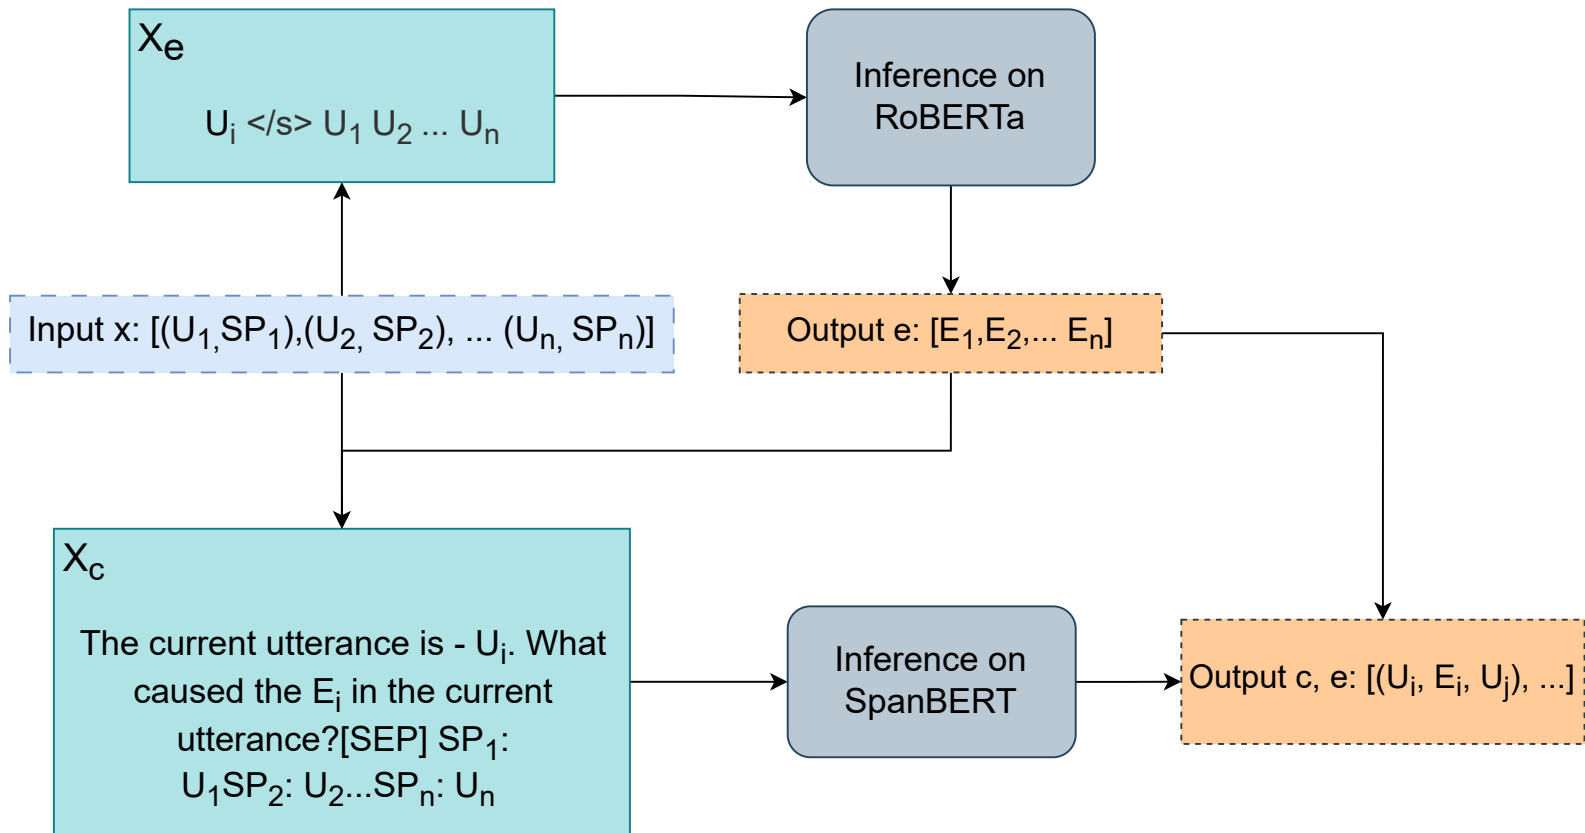 Xₑ
Uᵢ </s> U₁ U₂ ... Uₙ
Inference on
RoBERTa
Input x: [(U₁,SP₁),(U₂, SP₂), ... (Uₙ, SPₙ)]
Output e: [E₁,E₂,... Eₙ]
X_c
The current utterance is - Uᵢ. What
caused the Eᵢ in the current
utterance?[SEP] SP₁:
U₁SP₂: U₂...SPₙ: Uₙ
Inference on
SpanBERT
Output c, e: [(Uᵢ, Eᵢ, Uⱼ), ...]